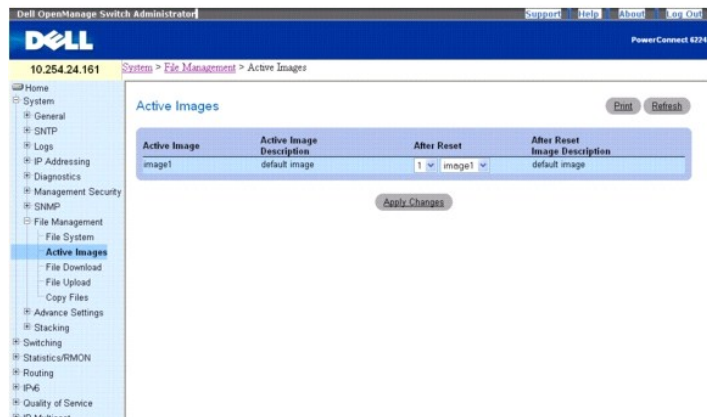 Dell OpenManage Switch Administrator
Support Help About Log Out
DELL
PowerConnect 6224
10.254.24.161
System > File Management > Active Images
Home
System
General
SNTP
Logs
IP Addressing
Diagnostics
Management Security
SNMP
File Management
File System
Active Images
File Download
File Upload
Copy Files
Advance Settings
Stacking
Switching
Statistics/RMON
Routing
IPv6
Quality of Service
IP Multicast
Active Images
Print Refresh
Active Image
Active Image Description
After Reset
After Reset Image Description
image1
default image
1 image1
default image
Apply Changes